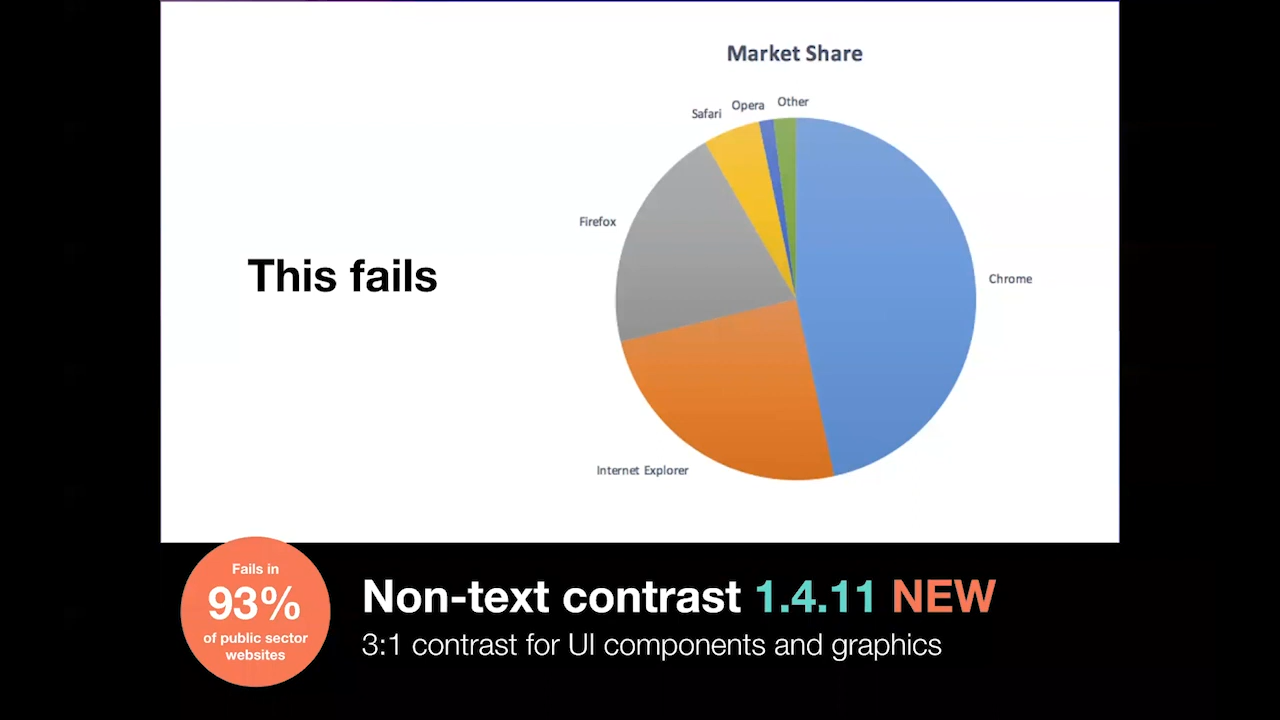 Market Share
Safari
Opera
Other
Firefox
Chrome
Internet Explorer
This fails
Fails in
93%
of public sector
websites
Non-text contrast 1.4.11 NEW
3:1 contrast for UI components and graphics